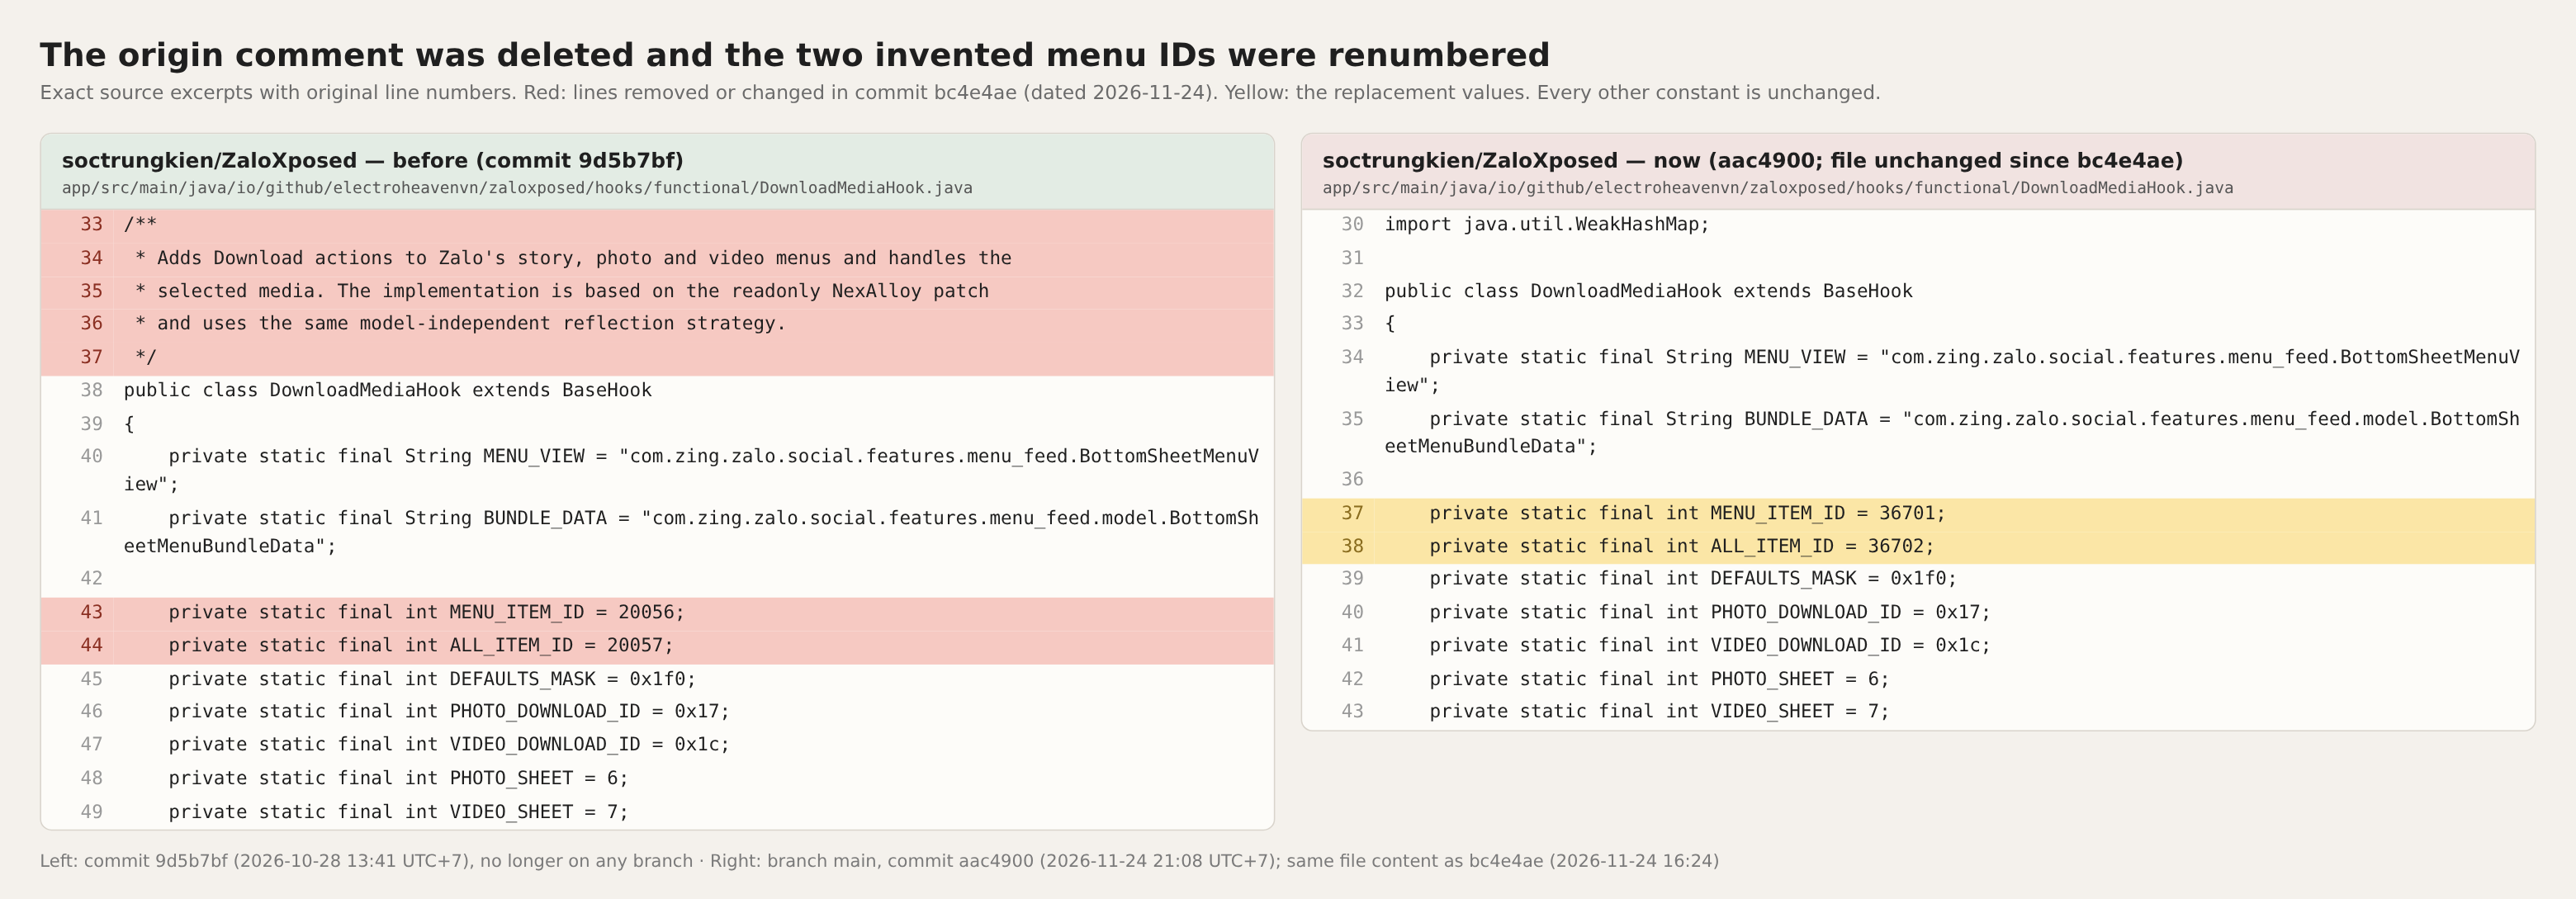 The origin comment was deleted and the two invented menu IDs were renumbered
Exact source excerpts with original line numbers. Red: lines removed or changed in commit bc4e4ae (dated 2026-11-24). Yellow: the replacement values. Every other constant is unchanged.
soctrungkien/ZaloXposed — before (commit 9d5b7bf)
app/src/main/java/io/github/electroheavenvn/zaloxposed/hooks/functional/DownloadMediaHook.java
33 /**
34  * Adds Download actions to Zalo's story, photo and video menus and handles the
35  * selected media. The implementation is based on the readonly NexAlloy patch
36  * and uses the same model-independent reflection strategy.
37  */
38 public class DownloadMediaHook extends BaseHook
39 {
40     private static final String MENU_VIEW = "com.zing.zalo.social.features.menu_feed.BottomSheetMenuV
iew";
41     private static final String BUNDLE_DATA = "com.zing.zalo.social.features.menu_feed.model.BottomSh
eetMenuBundleData";
42
43     private static final int MENU_ITEM_ID = 20056;
44     private static final int ALL_ITEM_ID = 20057;
45     private static final int DEFAULTS_MASK = 0x1f0;
46     private static final int PHOTO_DOWNLOAD_ID = 0x17;
47     private static final int VIDEO_DOWNLOAD_ID = 0x1c;
48     private static final int PHOTO_SHEET = 6;
49     private static final int VIDEO_SHEET = 7;
soctrungkien/ZaloXposed — now (aac4900; file unchanged since bc4e4ae)
app/src/main/java/io/github/electroheavenvn/zaloxposed/hooks/functional/DownloadMediaHook.java
30 import java.util.WeakHashMap;
31
32 public class DownloadMediaHook extends BaseHook
33 {
34     private static final String MENU_VIEW = "com.zing.zalo.social.features.menu_feed.BottomSheetMenuV
iew";
35     private static final String BUNDLE_DATA = "com.zing.zalo.social.features.menu_feed.model.BottomSh
eetMenuBundleData";
36
37     private static final int MENU_ITEM_ID = 36701;
38     private static final int ALL_ITEM_ID = 36702;
39     private static final int DEFAULTS_MASK = 0x1f0;
40     private static final int PHOTO_DOWNLOAD_ID = 0x17;
41     private static final int VIDEO_DOWNLOAD_ID = 0x1c;
42     private static final int PHOTO_SHEET = 6;
43     private static final int VIDEO_SHEET = 7;
Left: commit 9d5b7bf (2026-10-28 13:41 UTC+7), no longer on any branch · Right: branch main, commit aac4900 (2026-11-24 21:08 UTC+7); same file content as bc4e4ae (2026-11-24 16:24)